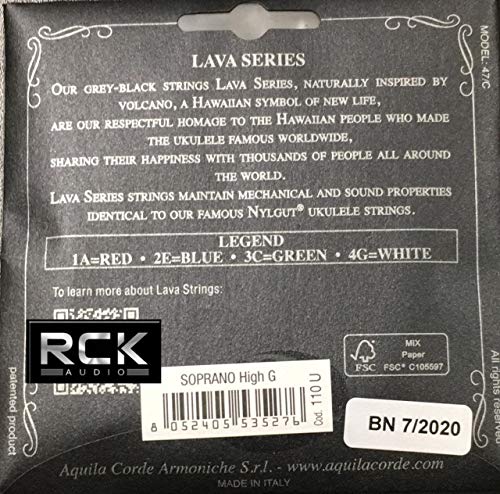 LAVA SERIES
OUR GREY-BLACK STRINGS LAVA SERIES, NATURALLY INSPIRED BY
VOLCANO, A HAWAIIAN SYMBOL OF NEW LIFE,
ARE OUR RESPECTFUL HOMAGE TO THE HAWAIIAN PEOPLE WHO MADE
THE UKULELE FAMOUS WORLDWIDE,
SHARING THEIR HAPPINESS WITH THOUSANDS OF PEOPLE ALL AROUND
THE WORLD.
LAVA SERIES STRINGS MAINTAIN MECHANICAL AND SOUND PROPERTIES
IDENTICAL TO OUR FAMOUS NYLGUT® UKULELE STRINGS.
LEGEND
1A=RED • 2E=BLUE • 3C=GREEN • 4G=WHITE
To learn more about Lava Strings:
RCK
AUDIO
SOPRANO High G
8 052405 535276
Cod. 110 U
FSC
MIX
Paper
FSC® C105597
BN 7/2020
Aquila Corde Armoniche S.r.l. - www.aquilacorde.com
MADE IN ITALY
patented product
MODEL: 47/C
All rights